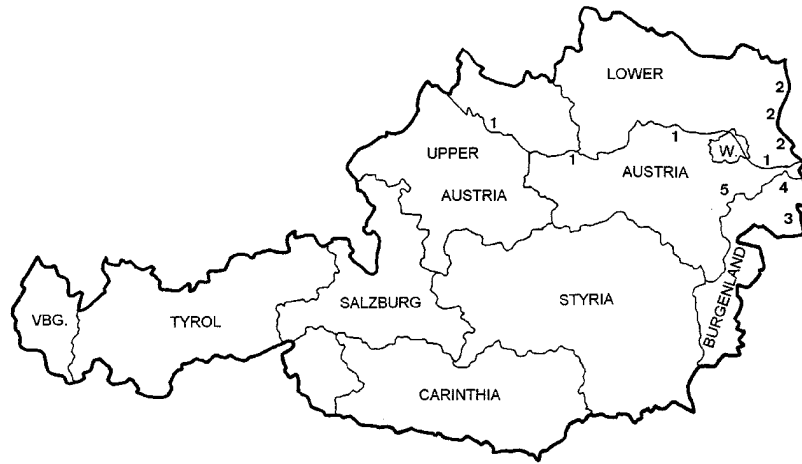 LOWER
2
1
1
2
W.
2
UPPER
1
AUSTRIA
1
4
AUSTRIA
5
3
BURGENLAND
VBG.
TYROL
SALZBURG
STYRIA
CARINTHIA